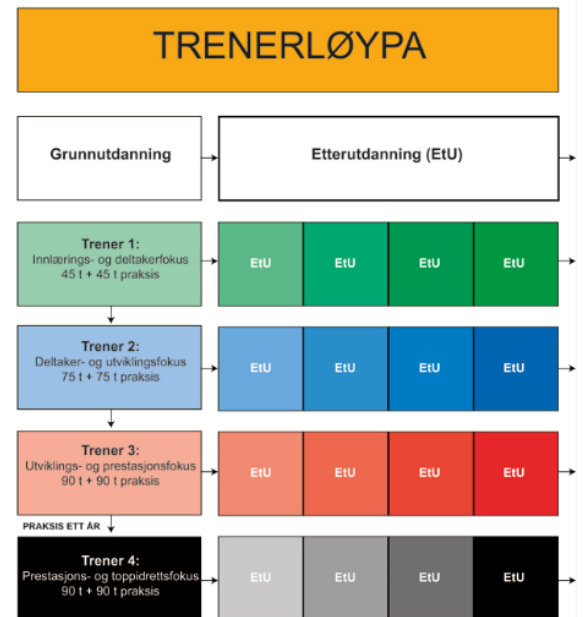 TRENERLØYPA
Grunnutdanning
Etterutdanning (EtU)
Trener 1:
Innlærings- og deltakerfokus
45 t + 45 t praksis
EtU
EtU
EtU
EtU
Trener 2:
Deltaker- og utviklingsfokus
75 t + 75 t praksis
EtU
EtU
EtU
EtU
Trener 3:
Utviklings- og prestasjonsfokus
90 t + 90 t praksis
EtU
EtU
EtU
EtU
PRAKSIS ETT ÅR
Trener 4:
Prestasjons- og toppidrettsfokus
90 t + 90 t praksis
EtU
EtU
EtU
EtU